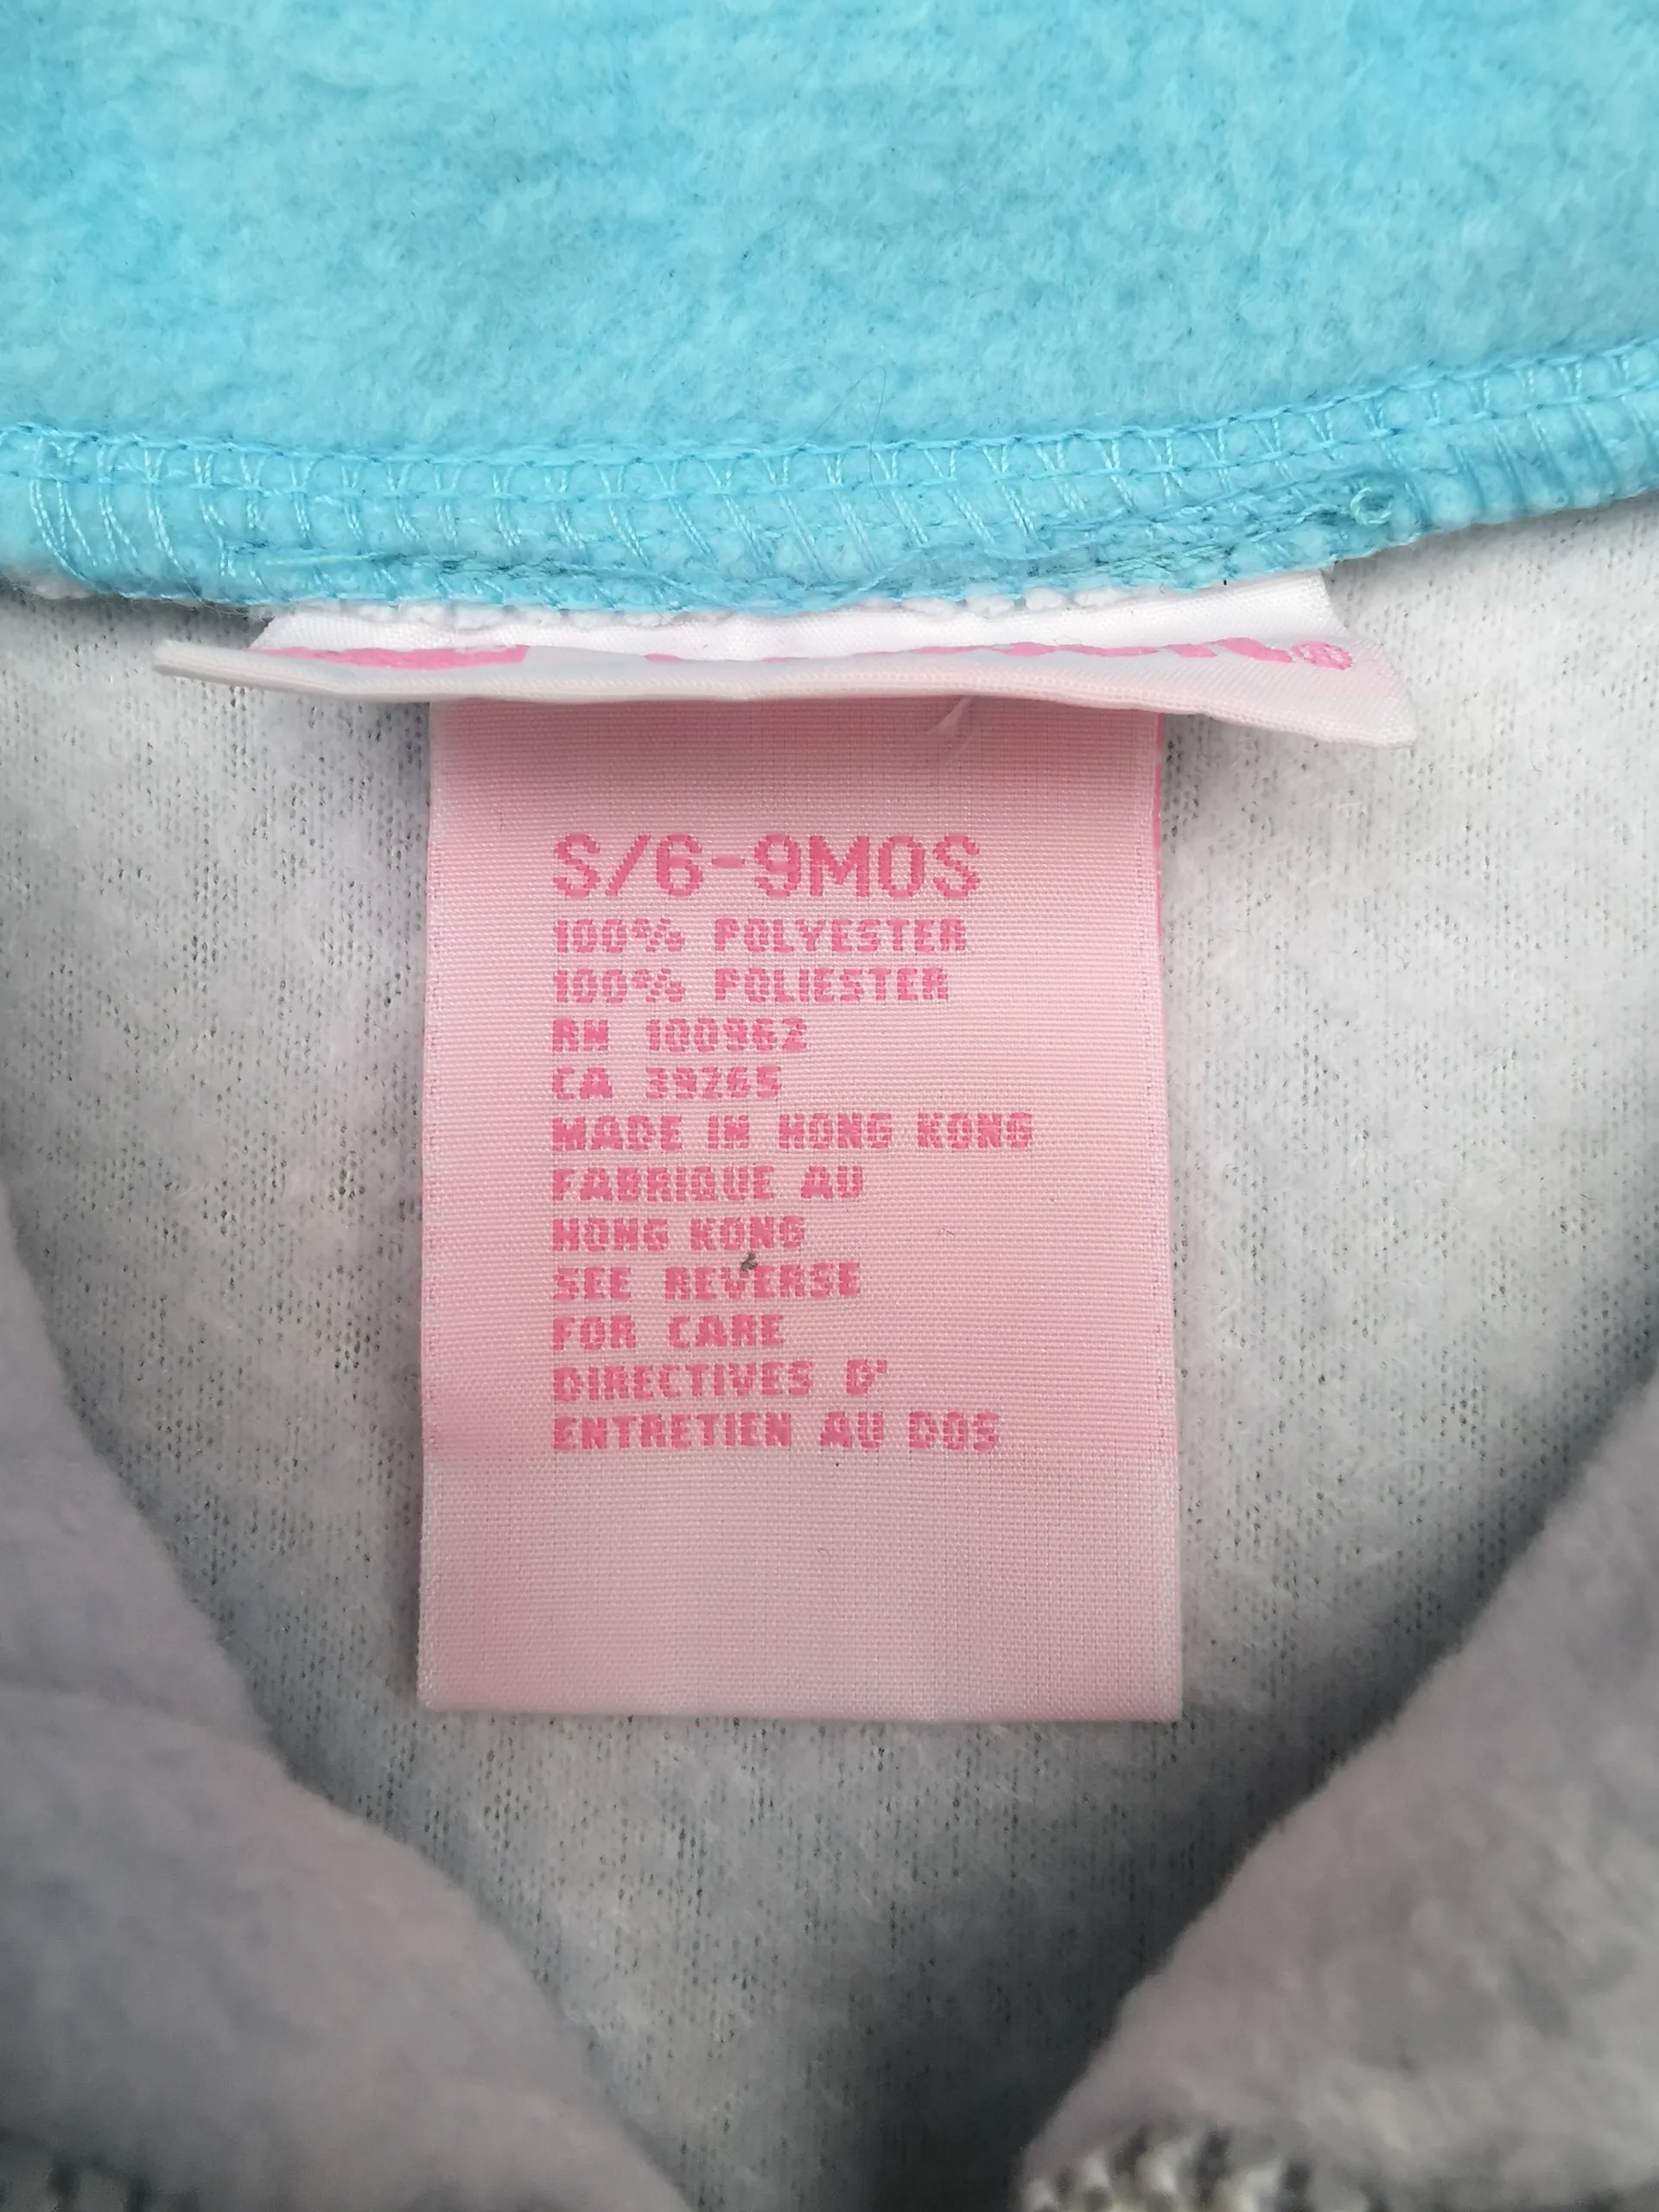 S/6-9MOS
100% POLYESTER
100% POLIESTER
RN 100962
CA 39265
MADE IN HONG KONG
FABRIQUE AU
HONG KONG
SEE REVERSE
FOR CARE
DIRECTIVES D'
ENTRETIEN AU DOS